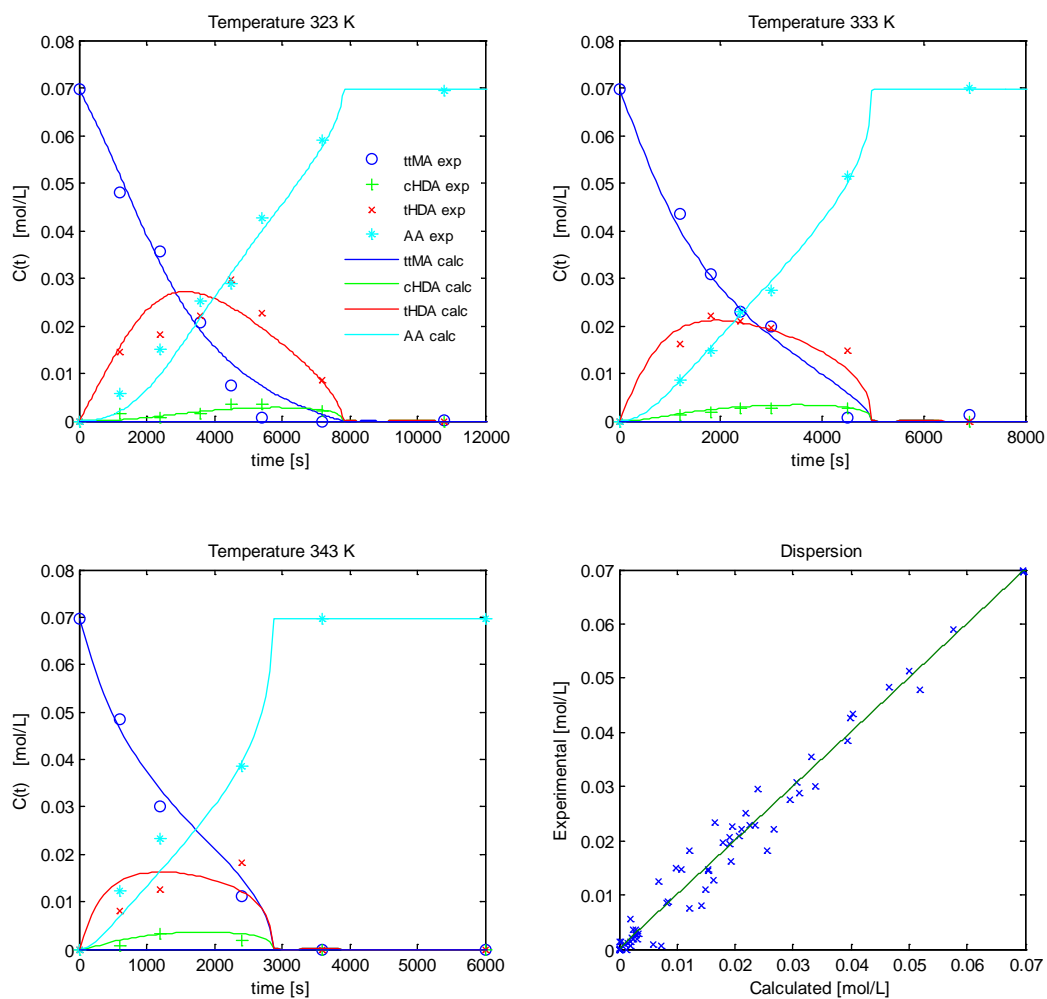 Temperature 323 K
0.08
0.07
0.06
0.05
0.04
0.03
0.02
0.01
0
C(t) [mol/L]
ttMA exp
cHDA exp
tHDA exp
AA exp
ttMA calc
cHDA calc
tHDA calc
AA calc
0 2000 4000 6000 8000 10000 12000
time [s]
Temperature 333 K
0.08
0.07
0.06
0.05
0.04
0.03
0.02
0.01
0
C(t) [mol/L]
0 2000 4000 6000 8000
time [s]
Temperature 343 K
0.08
0.07
0.06
0.05
0.04
0.03
0.02
0.01
0
C(t) [mol/L]
0 1000 2000 3000 4000 5000 6000
time [s]
Dispersion
0.07
0.06
0.05
0.04
0.03
0.02
0.01
0
Experimental [mol/L]
0 0.01 0.02 0.03 0.04 0.05 0.06 0.07
Calculated [mol/L]